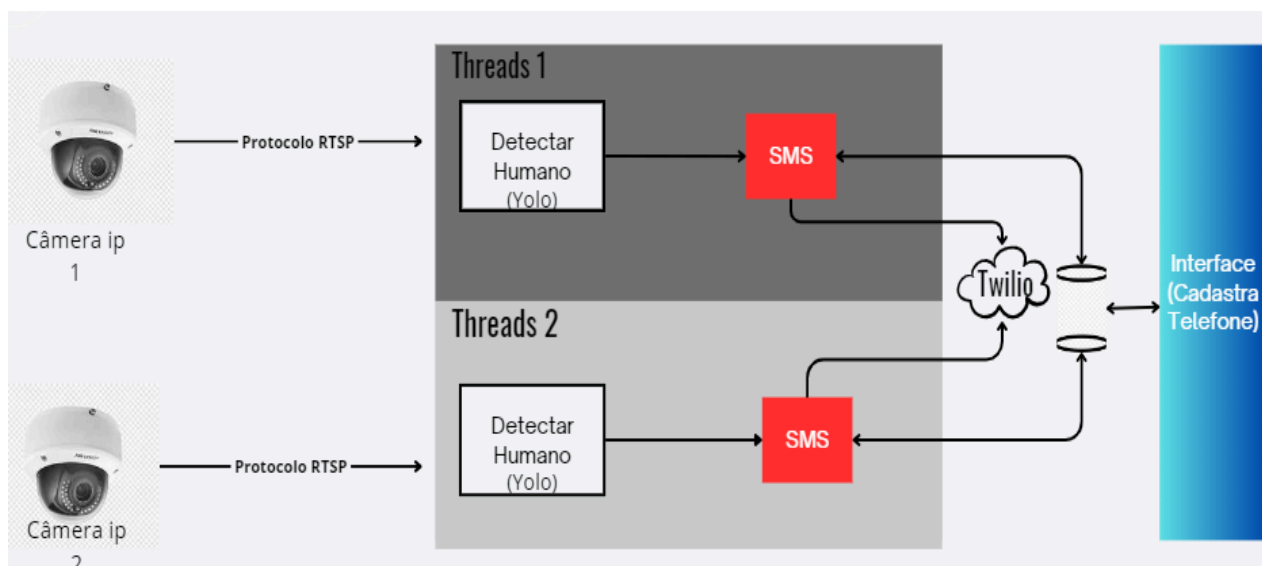 Threads 1
Protocolo RTSP
Detectar
Humano
(Yolo)
SMS
Câmera ip
1
Twilio
Interface
(Cadastra
Telefone)
Threads 2
Protocolo RTSP
Detectar
Humano
(Yolo)
SMS
Câmera ip
2